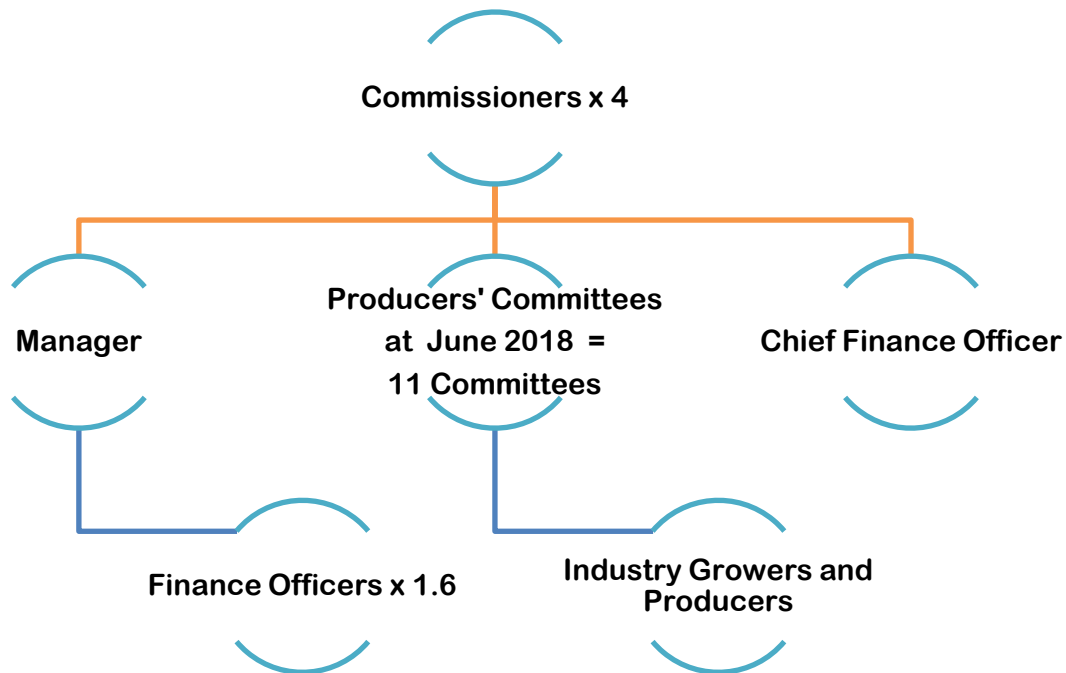 Commissioners x 4
Manager
Producers' Committees
at June 2018 =
11 Committees
Chief Finance Officer
Finance Officers x 1.6
Industry Growers and
Producers